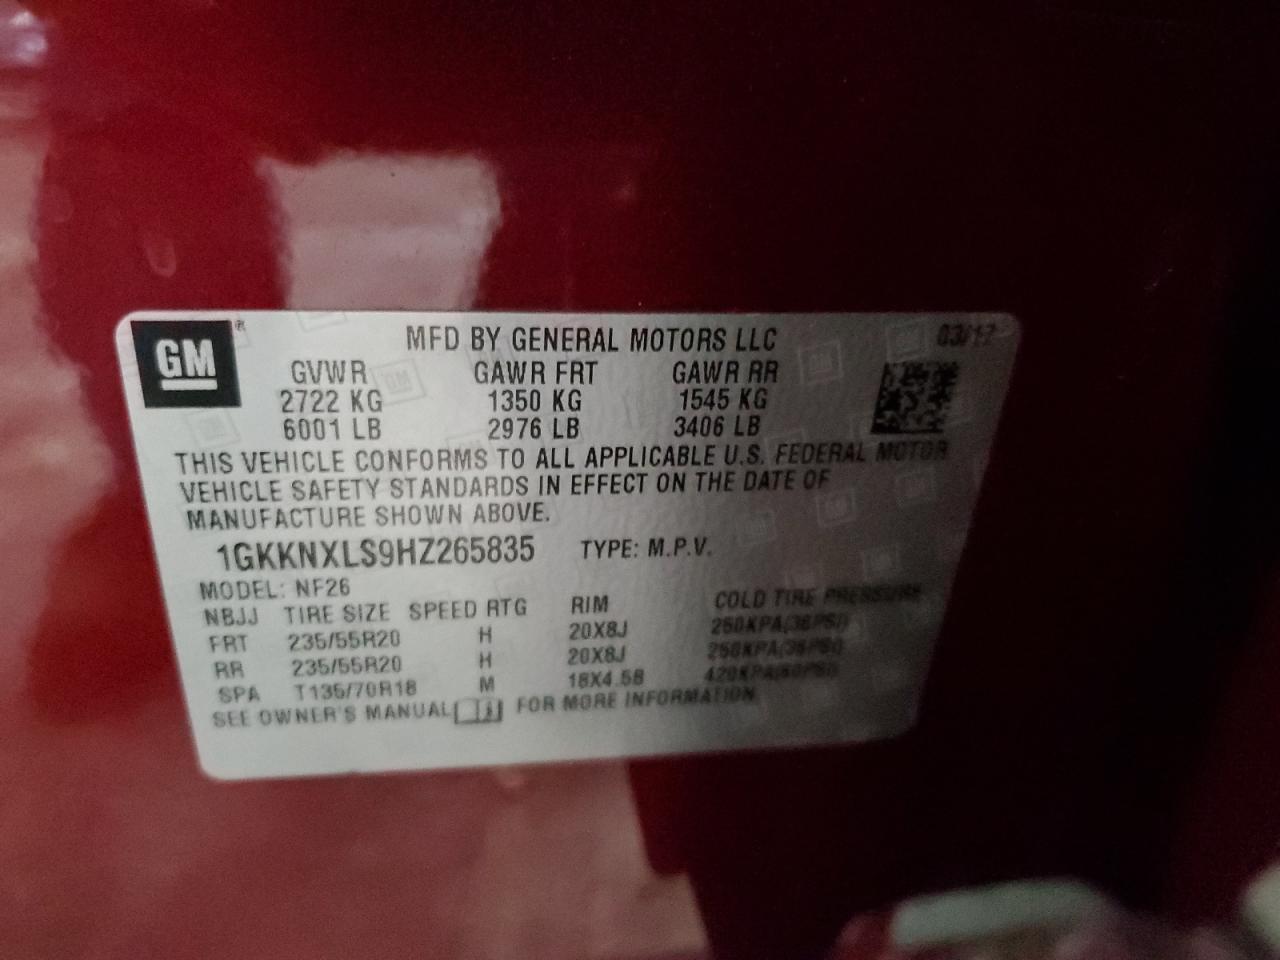 GM®
MFD BY GENERAL MOTORS LLC 03/17
GVWR GAWR FRT GAWR RR
2722 KG 1350 KG 1545 KG
6001 LB 2976 LB 3406 LB
THIS VEHICLE CONFORMS TO ALL APPLICABLE U.S. FEDERAL MOTOR
VEHICLE SAFETY STANDARDS IN EFFECT ON THE DATE OF
MANUFACTURE SHOWN ABOVE.
1GKKNXLS9HZ265835 TYPE: M.P.V.
MODEL: NF26
NBJJ TIRE SIZE SPEED RTG RIM COLD TIRE PRESSURE
FRT 235/55R20 H 20X8J
RR 235/55R20 H 20X8J
SPA T135/70R18 M 18X4.5B 420KPA(60PSI)
SEE OWNER'S MANUAL FOR MORE INFORMATION